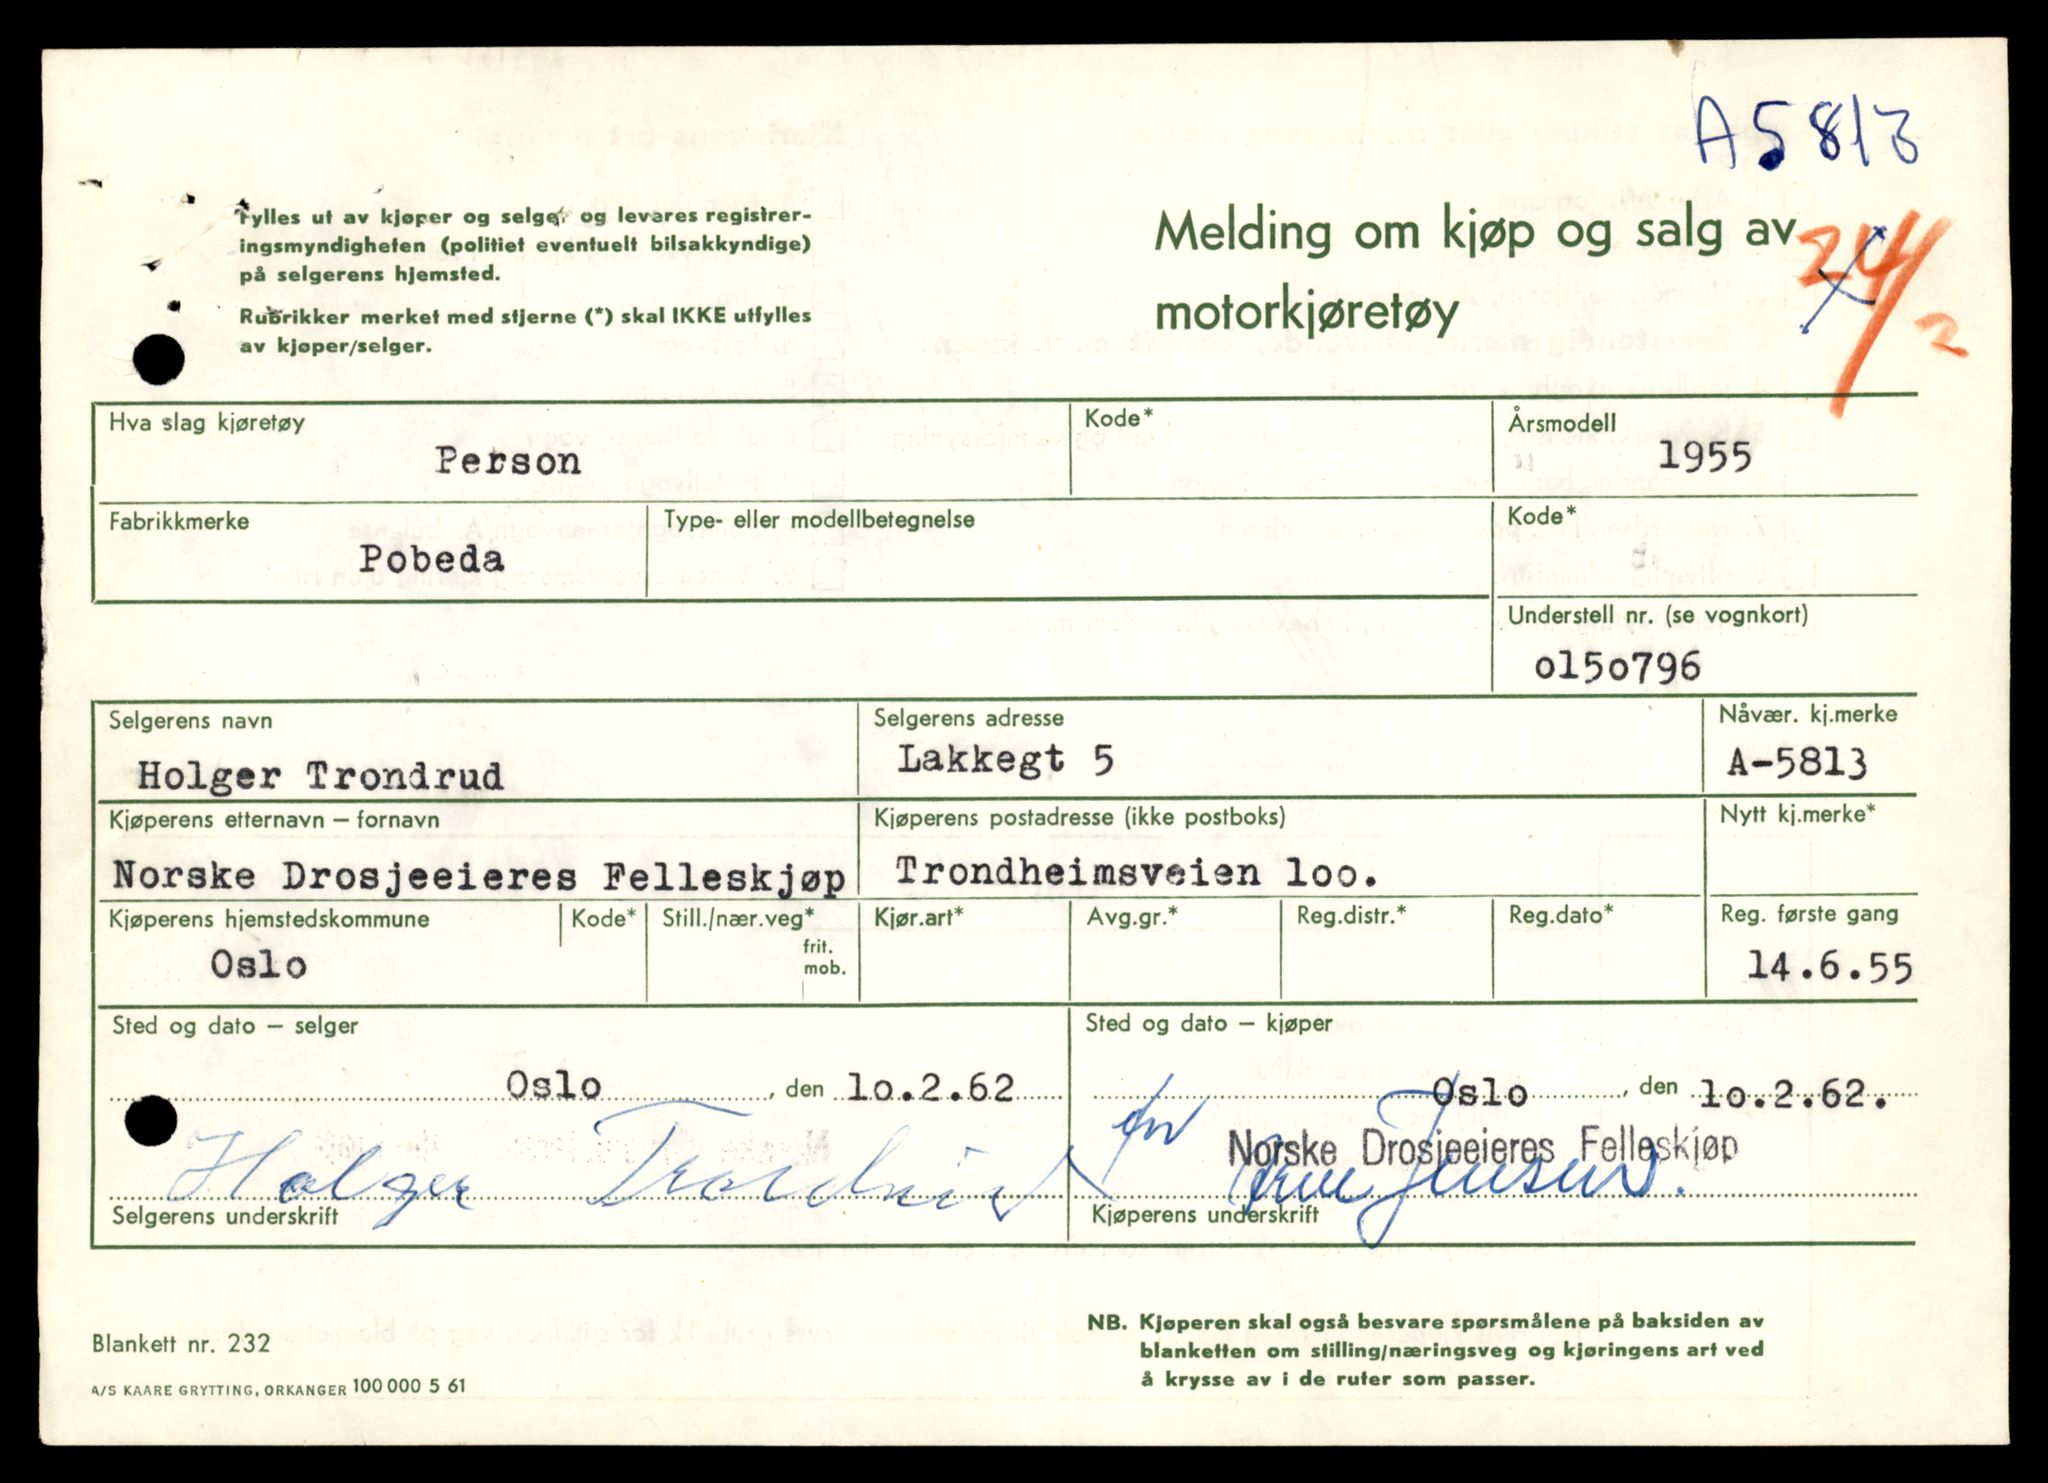 A 5813
Fylles ut av kjøper og selger og levares registrer-
ingsmyndigheten (politiet eventuelt bilsakkyndige)
på selgerens hjemsted.
Rubrikker merket med stjerne (*) skal IKKE utfylles
av kjøper/selger.
Melding om kjøp og salg av
motorkjøretøy
24/2
Hva slag kjøretøy
Kode*
Årsmodell
Person
1955
Fabrikkmerke
Type- eller modellbetegnelse
Kode*
Pobeda
Understell nr. (se vognkort)
o15o796
Selgerens navn
Selgerens adresse
Nåvær. kj.merke
Holger Trondrud
Lakkegt 5
A-5813
Kjøperens etternavn – fornavn
Kjøperens postadresse (ikke postboks)
Nytt kj.merke*
Norske Drosjeeieres Felleskjøp
Trondheimsveien loo.
Kjøperens hjemstedskommune
Kode*
Still./nær.veg*
frit.
mob.
Kjør.art*
Avg.gr.*
Reg.distr.*
Reg.dato*
Reg. første gang
Oslo
14.6.55
Sted og dato – selger
Sted og dato – kjøper
Oslo, den lo.2.62
Oslo, den lo.2.62.
for
Norske Drosjeeieres Felleskjøp
Holger Trondrud
Jensen.
Selgerens underskrift
Kjøperens underskrift
Blankett nr. 232
A/S KAARE GRYTTING, ORKANGER 100 000 5 61
NB. Kjøperen skal også besvare spørsmålene på baksiden av
blanketten om stilling/næringsveg og kjøringens art ved
å krysse av i de ruter som passer.